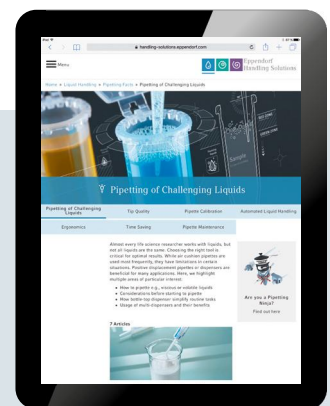 handling-solutions.eppendorf.com
Menu
Eppendorf
Handling Solutions
Home » Liquid Handling » Pipetting Facts » Pipetting of Challenging Liquids
Sample
Pipetting of Challenging Liquids
Pipetting of Challenging
Liquids
Tip Quality
Pipette Calibration
Automated Liquid Handling
Ergonomics
Time Saving
Pipette Maintenance
Almost every life science researcher works with liquids, but
not all liquids are the same. Choosing the right tool is
critical for optimal results. While air cushion pipettes are
used most frequently, they have limitations in certain
situations. Positive displacement pipettes or dispensers are
beneficial for many applications. Here, we highlight
multiple areas of particular interest:
• How to pipette e.g., viscous or volatile liquids
• Considerations before starting to pipette
• How bottle-top dispenser simplify routine tasks
• Usage of multi-dispensers and their benefits
Are you a Pipetting
Ninja?
Find out here
7 Articles